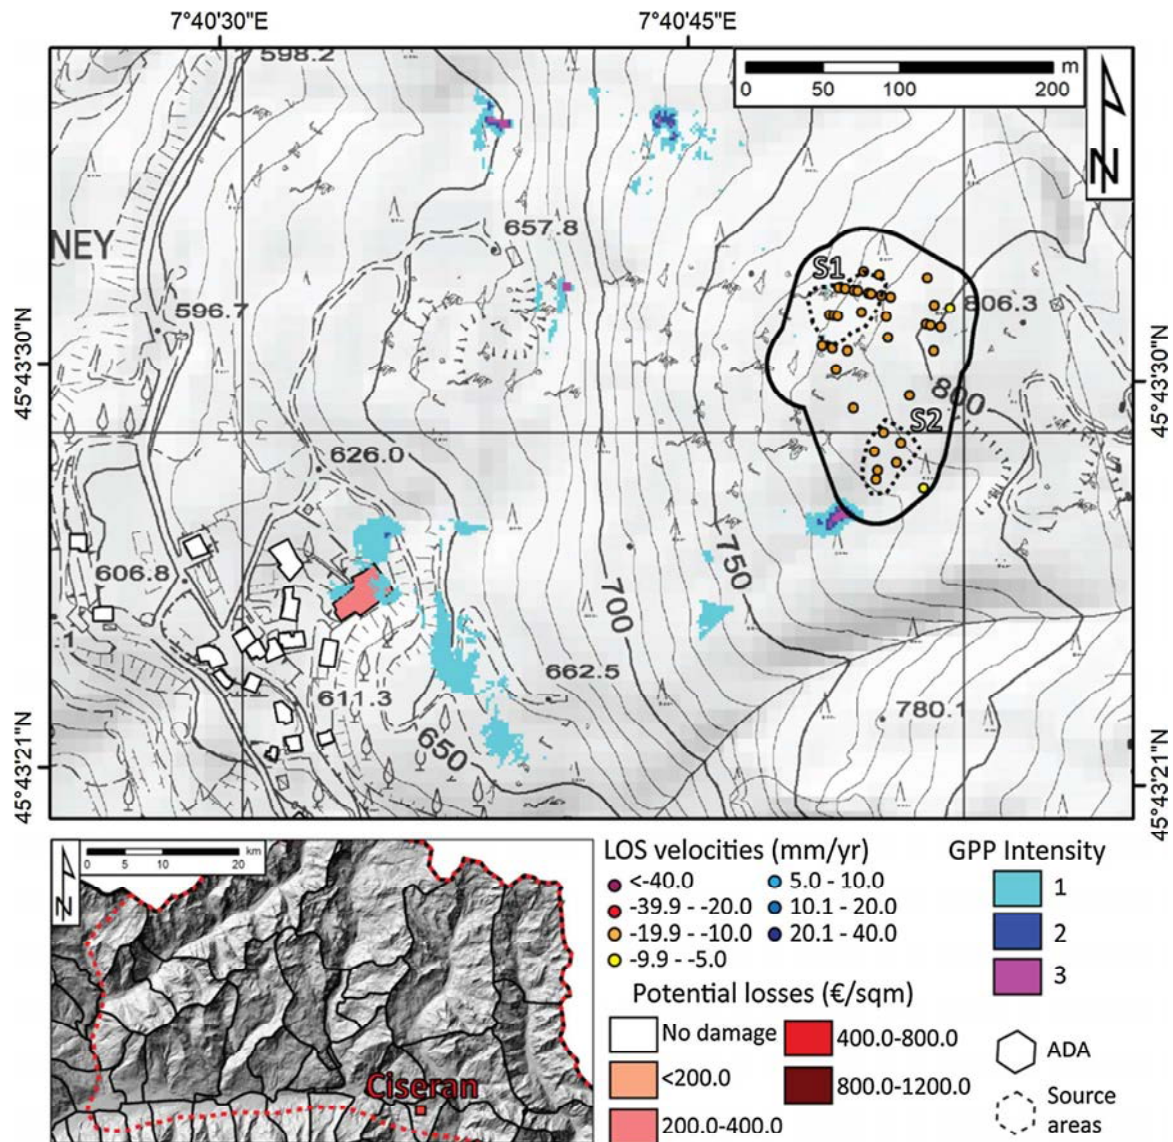 7°40'30"E 7°40'45"E
598.2
m
0 50 100 200
N
NEY
657.8
S1
596.7
806.3
45°43'30"N
45°43'30"N
800
S2
626.0
606.8
750
700
1
662.5
611.3
780.1
650
45°43'21"N
45°43'21"N
km
0 5 10 20
N
Ciseran
LOS velocities (mm/yr)
<-40.0
-39.9 - -20.0
-19.9 - -10.0
-9.9 - -5.0
5.0 - 10.0
10.1 - 20.0
20.1 - 40.0
Potential losses (€/sqm)
No damage
<200.0
200.0-400.0
400.0-800.0
800.0-1200.0
GPP Intensity
1
2
3
ADA
Source
areas